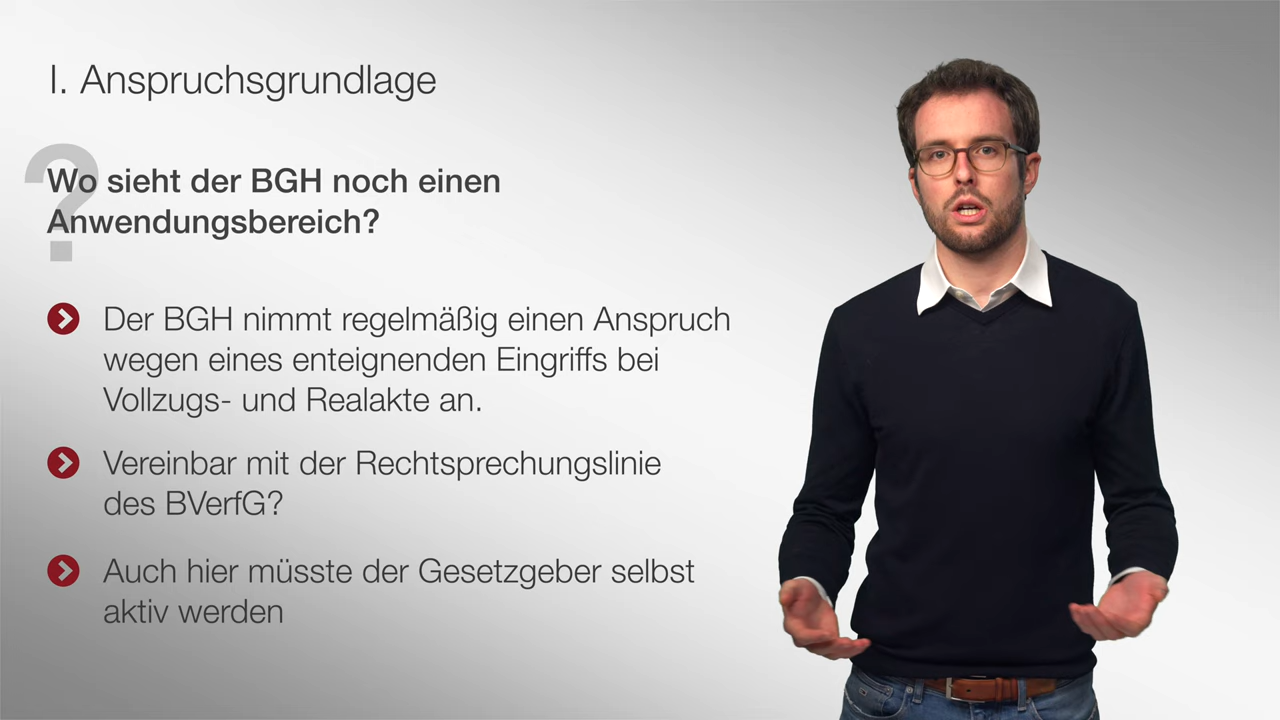 I. Anspruchsgrundlage
?
Wo sieht der BGH noch einen
Anwendungsbereich?
Der BGH nimmt regelmäßig einen Anspruch
wegen eines enteignenden Eingriffs bei
Vollzugs- und Realakte an.
Vereinbar mit der Rechtsprechungslinie
des BVerfG?
Auch hier müsste der Gesetzgeber selbst
aktiv werden